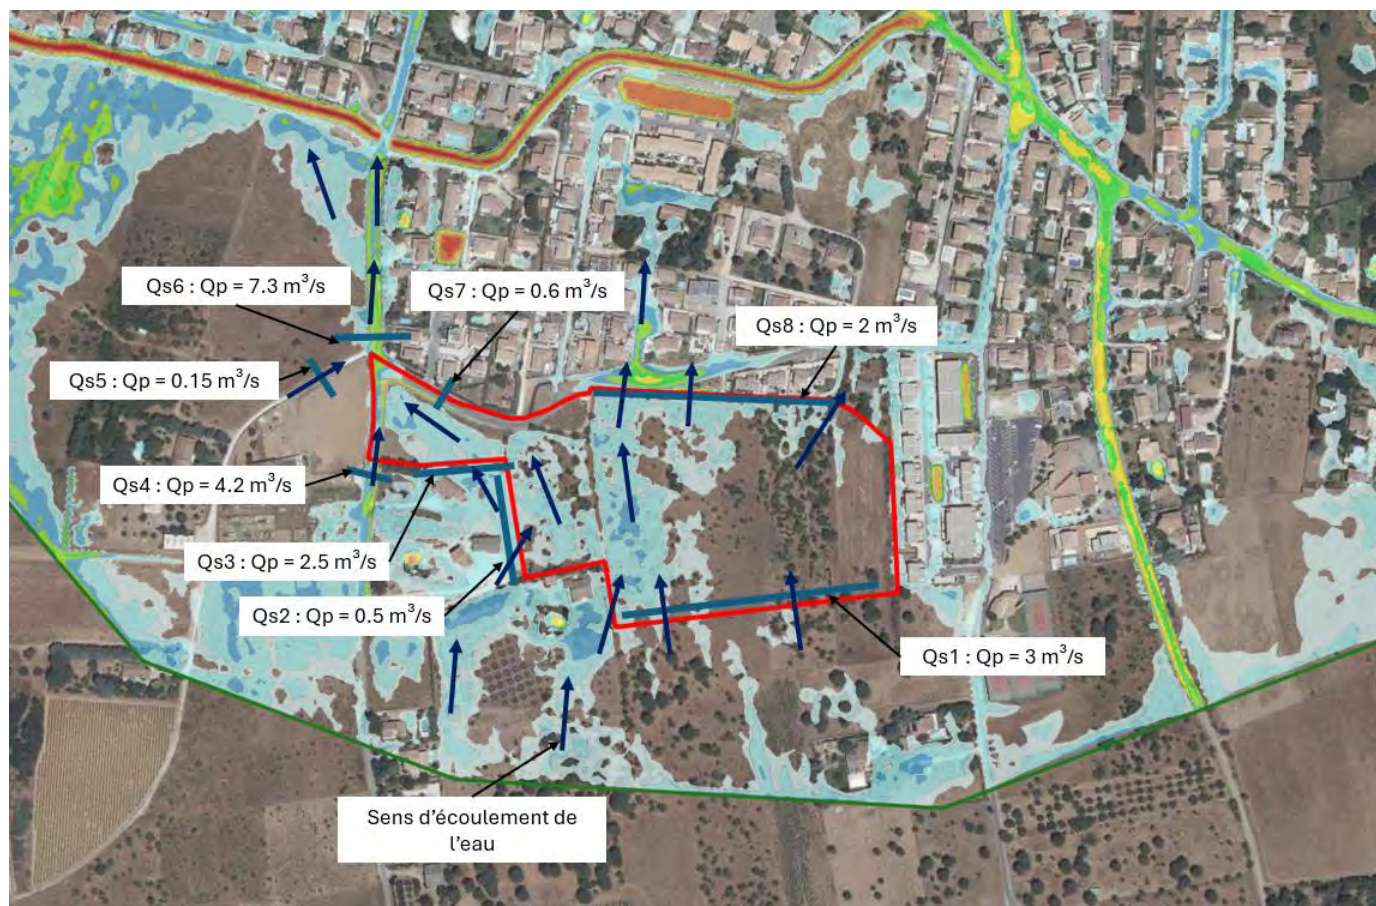 Qs6 : Qp = 7.3 m³/s
Qs7 : Qp = 0.6 m³/s
Qs8 : Qp = 2 m³/s
Qs5 : Qp = 0.15 m³/s
Qs4 : Qp = 4.2 m³/s
Qs3 : Qp = 2.5 m³/s
Qs2 : Qp = 0.5 m³/s
Qs1 : Qp = 3 m³/s
Sens d’écoulement de
l’eau